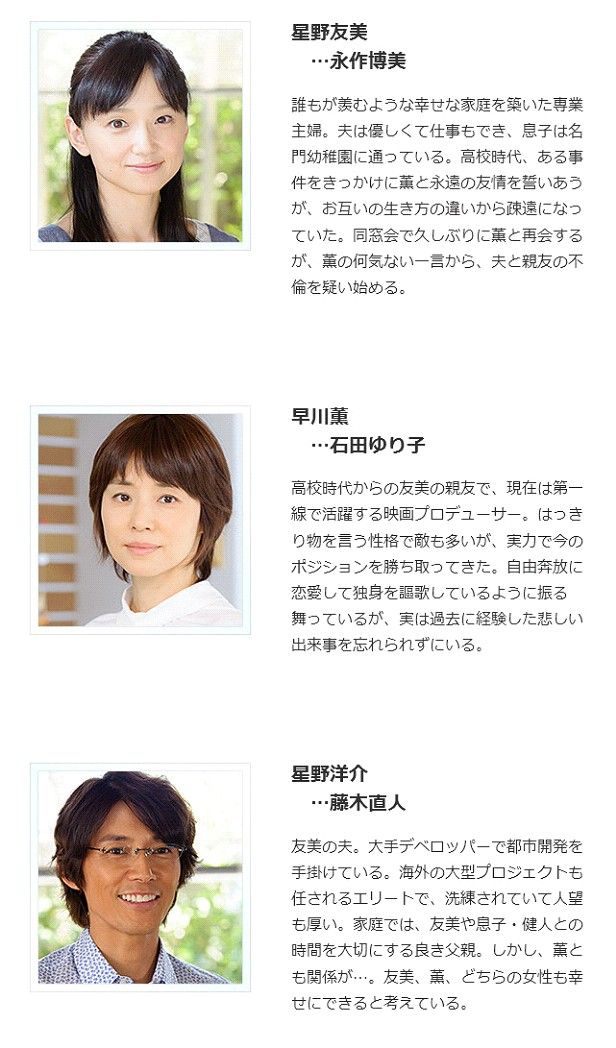 星野友美
…永作博美
誰もが羨むような幸せな家庭を築いた専業
主婦。夫は優しくて仕事もでき、息子は名
門幼稚園に通っている。高校時代、ある事
件をきっかけに薫と永遠の友情を誓いあう
が、お互いの生き方の違いから疎遠になっ
ていた。同窓会で久しぶりに薫と再会する
が、薫の何気ない一言から、夫と親友の不
倫を疑い始める。
早川薫
…石田ゆり子
高校時代からの友美の親友で、現在は第一
線で活躍する映画プロデューサー。はっき
り物を言う性格で敵も多いが、実力で今の
ポジションを勝ち取ってきた。自由奔放に
恋愛して独身を謳歌しているように振る
舞っているが、実は過去に経験した悲しい
出来事を忘れられずにいる。
星野洋介
…藤木直人
友美の夫。大手デベロッパーで都市開発を
手掛けている。海外の大型プロジェクトも
任されるエリートで、洗練されていて人望
も厚い。家庭では、友美や息子・健人との
時間を大切にする良き父親。しかし、薫と
も関係が…。友美、薫、どちらの女性も幸
せにできると考えている。